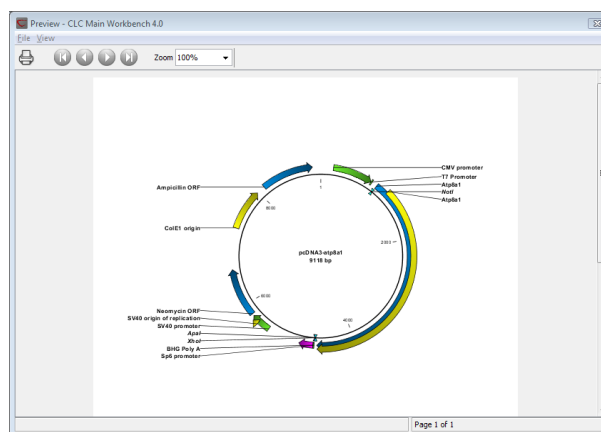 Preview - CLC Main Workbench 4.0
File View
Zoom 100%
CMV promoter
T7 Promoter
Atp8a1
NotI
Atp8a1
Ampicillin ORF
8000
ColE1 origin
2000
pcDNA3-atp8a1
9118 bp
6000
4000
Neomycin ORF
SV40 origin of replication
SV40 promoter
ApaI
XhoI
BHG Poly A
Sp6 promoter
Page 1 of 1